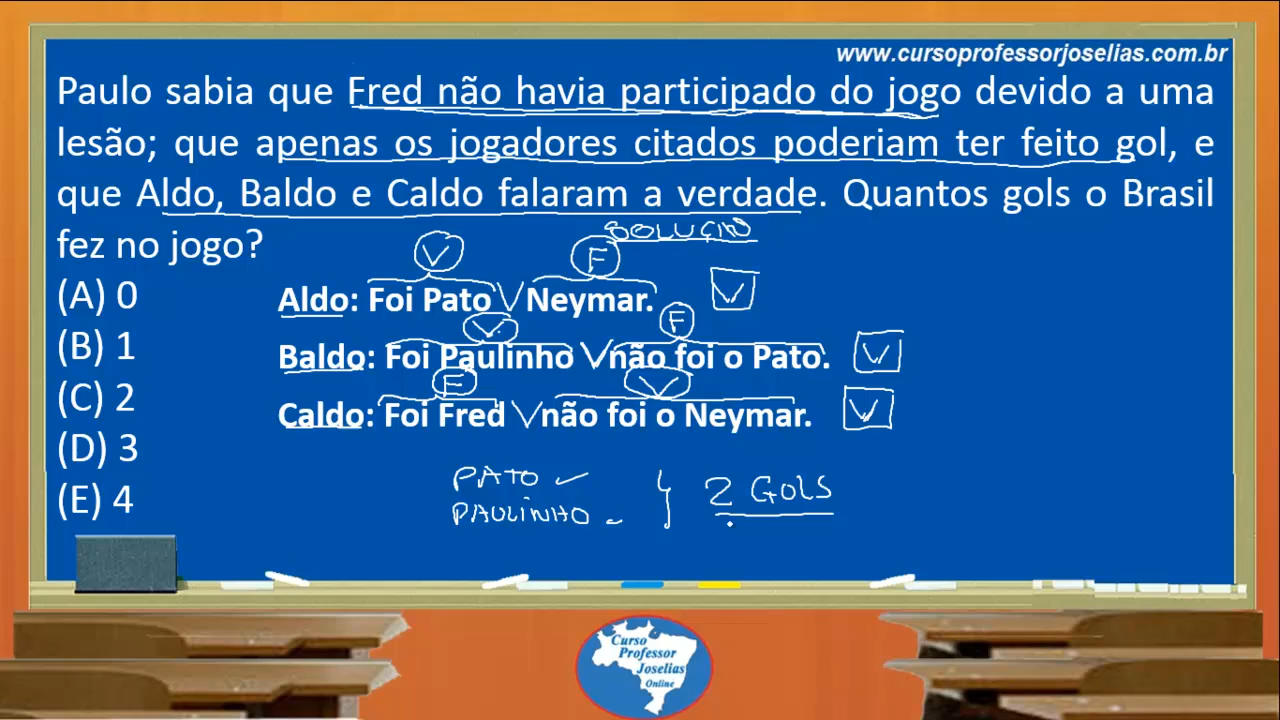 www.cursoprofessorjoselias.com.br
Paulo sabia que Fred não havia participado do jogo devido a uma
lesão; que apenas os jogadores citados poderiam ter feito gol, e
que Aldo, Baldo e Caldo falaram a verdade. Quantos gols o Brasil
fez no jogo?
SOLUÇÃO
(A) 0
(B) 1
(C) 2
(D) 3
(E) 4
V F
Aldo: Foi Pato V Neymar. V
V F
Baldo: Foi Paulinho V não foi o Pato. V
F V
Caldo: Foi Fred V não foi o Neymar. V
PATO
PAULINHO
2 GOLS
Curso
Professor
Joselias
Online